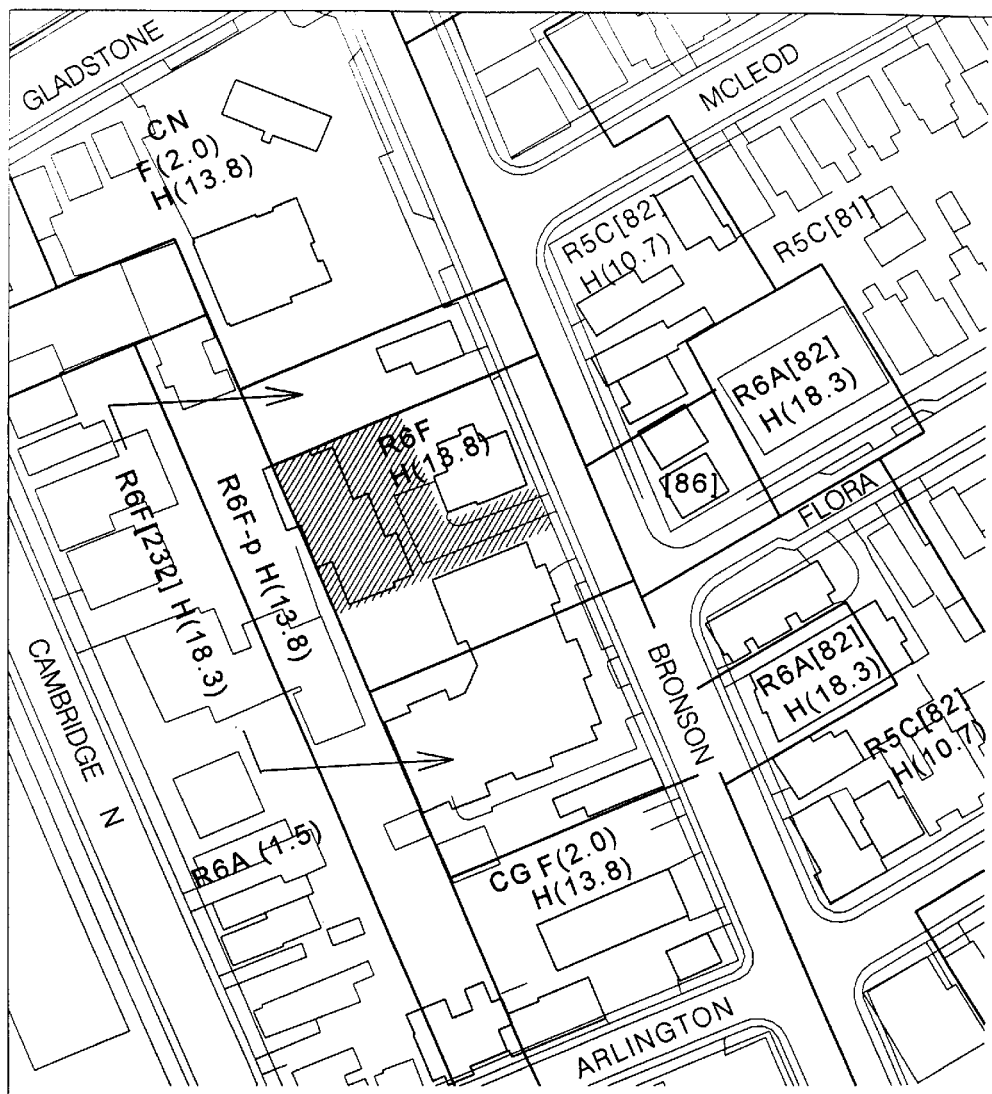 GLADSTONE
MCLEOD
CN
F(2.0)
H(13.8)
R5C[82]
H(10.7)
R5C[81]
R6A[82]
H(18.3)
R6F
H(13.8)
[86]
FLORA
R6F[232] H(18.3)
R6F-p H(13.8)
CAMBRIDGE N
BRONSON
R6A[82]
H(18.3)
R5C[82]
H(10.7)
R6A (1.5)
CG F(2.0)
H(13.8)
ARLINGTON